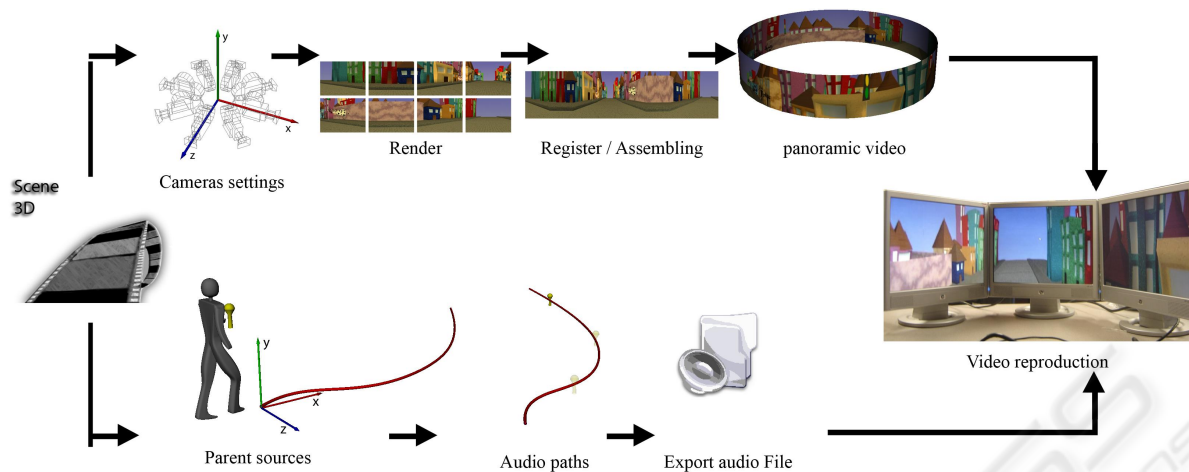 Scene
3D
y
x
z
Cameras settings
Render
Register / Assembling
panoramic video
Video reproduction
y
x
z
Parent sources
Audio paths
Export audio File